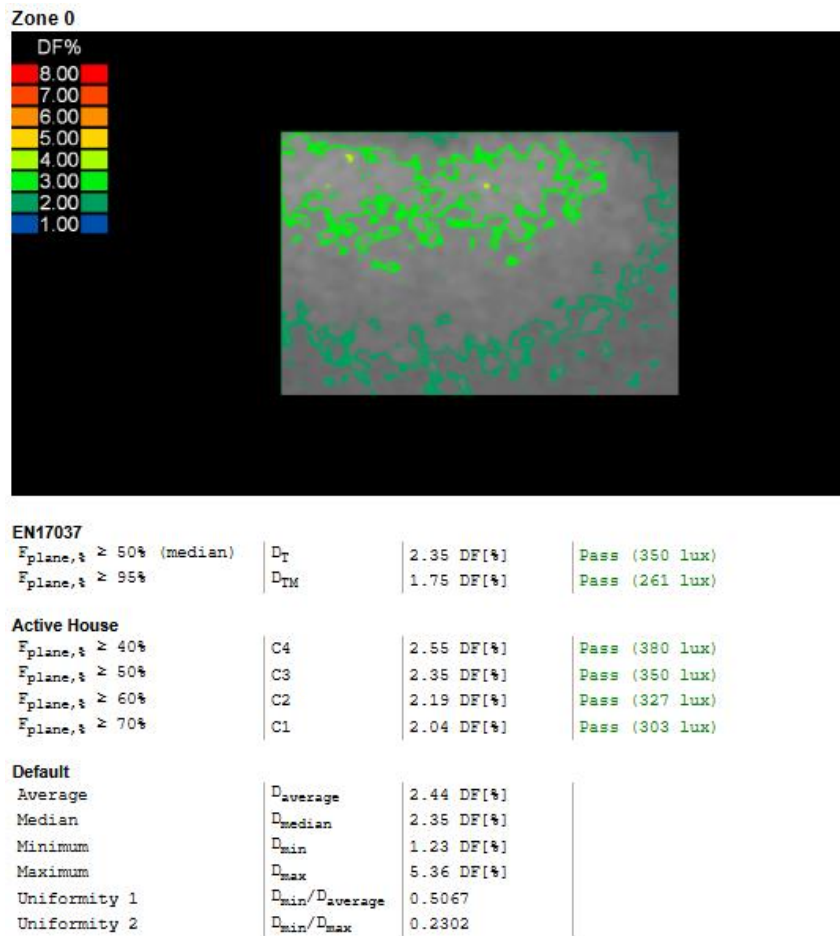 Zone 0
DF%
8.00
7.00
6.00
5.00
4.00
3.00
2.00
1.00
EN17037
Fplane,% ≥ 50% (median) DT 2.35 DF[%] Pass (350 lux)
Fplane,% ≥ 95% DTM 1.75 DF[%] Pass (261 lux)
Active House
Fplane,% ≥ 40% C4 2.55 DF[%] Pass (380 lux)
Fplane,% ≥ 50% C3 2.35 DF[%] Pass (350 lux)
Fplane,% ≥ 60% C2 2.19 DF[%] Pass (327 lux)
Fplane,% ≥ 70% C1 2.04 DF[%] Pass (303 lux)
Default
Average Daverage 2.44 DF[%]
Median Dmedian 2.35 DF[%]
Minimum Dmin 1.23 DF[%]
Maximum Dmax 5.36 DF[%]
Uniformity 1 Dmin/Daverage 0.5067
Uniformity 2 Dmin/Dmax 0.2302